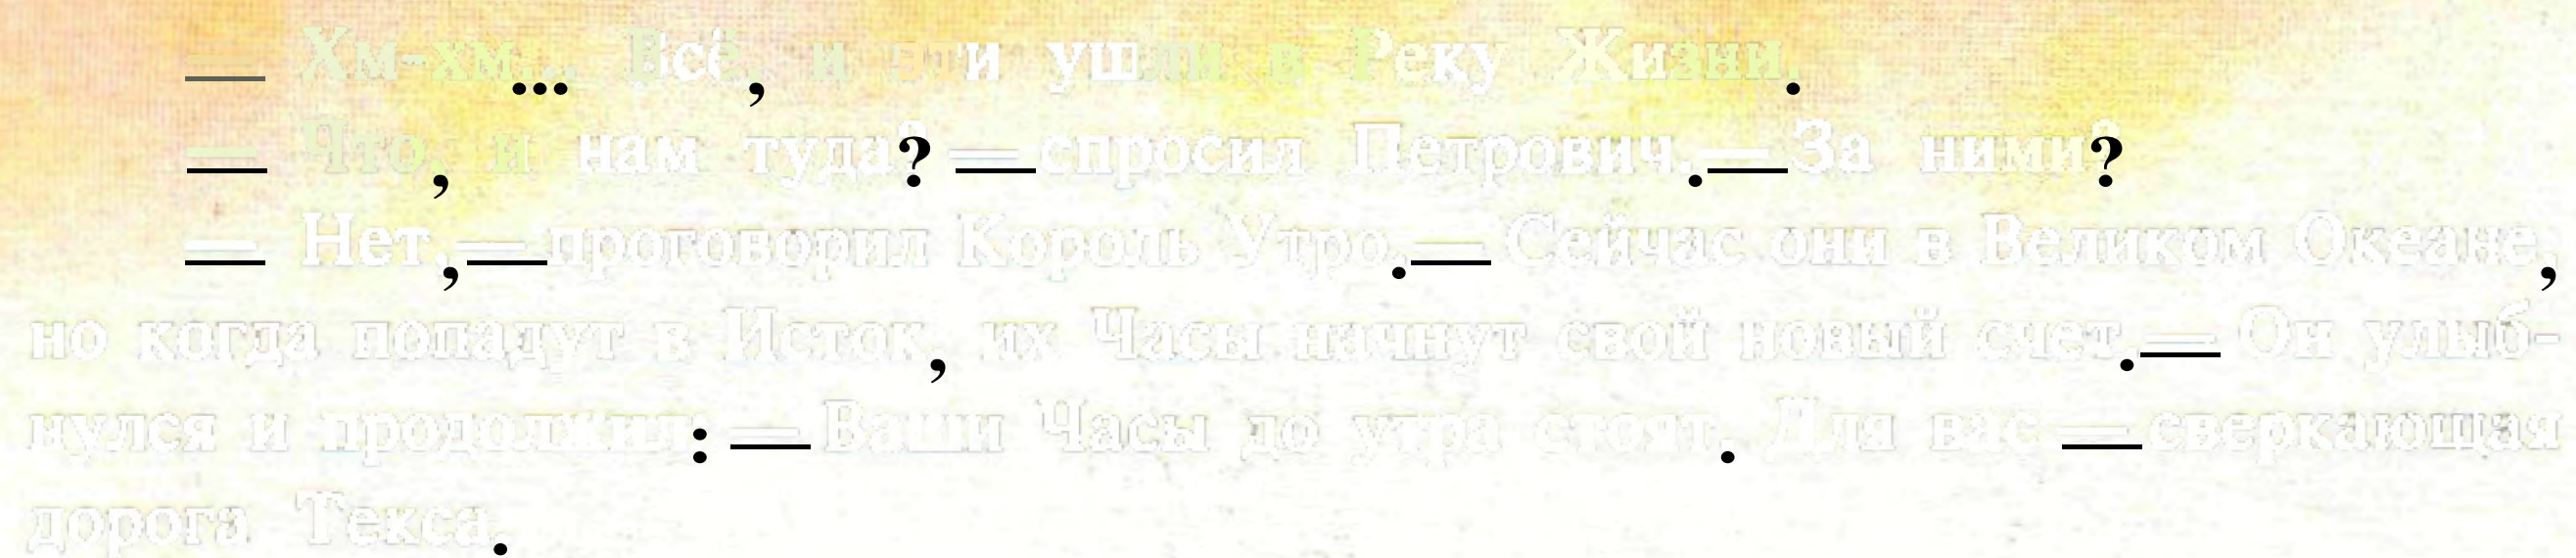 — Хм-хм... Всё, и эти ушли в Реку Жизни.
— Что, и нам туда? — спросил Петрович. — За ними?
— Нет, — проговорил Король Утро. — Сейчас они в Великом Океане,
но когда попадут в Исток, их Часы начнут свой новый счет. — Он улыб-
нулся и продолжил: — Ваши Часы до утра стоят. Для вас — сверкающая
дорога Текса.